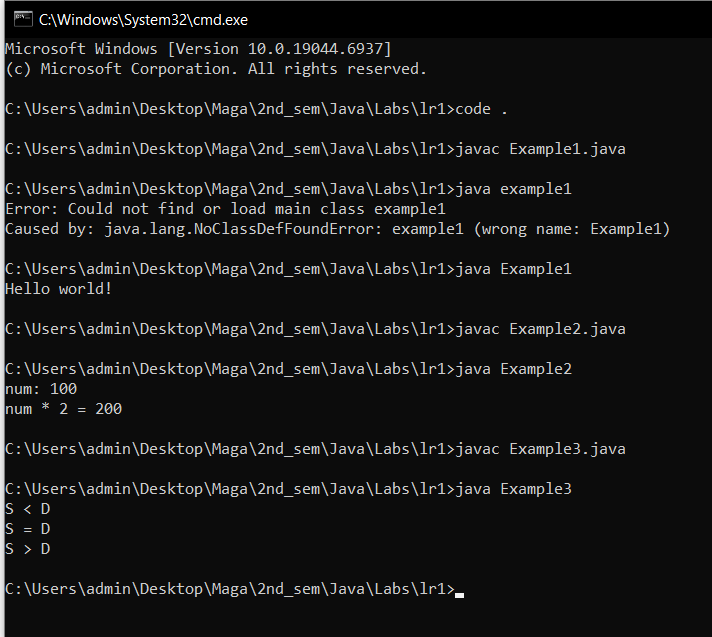 C:\Windows\System32\cmd.exe
Microsoft Windows [Version 10.0.19044.6937]
(c) Microsoft Corporation. All rights reserved.
C:\Users\admin\Desktop\Maga\2nd_sem\Java\Labs\lr1>code .
C:\Users\admin\Desktop\Maga\2nd_sem\Java\Labs\lr1>javac Example1.java
C:\Users\admin\Desktop\Maga\2nd_sem\Java\Labs\lr1>java example1
Error: Could not find or load main class example1
Caused by: java.lang.NoClassDefFoundError: example1 (wrong name: Example1)
C:\Users\admin\Desktop\Maga\2nd_sem\Java\Labs\lr1>java Example1
Hello world!
C:\Users\admin\Desktop\Maga\2nd_sem\Java\Labs\lr1>javac Example2.java
C:\Users\admin\Desktop\Maga\2nd_sem\Java\Labs\lr1>java Example2
num: 100
num * 2 = 200
C:\Users\admin\Desktop\Maga\2nd_sem\Java\Labs\lr1>javac Example3.java
C:\Users\admin\Desktop\Maga\2nd_sem\Java\Labs\lr1>java Example3
S < D
S = D
S > D
C:\Users\admin\Desktop\Maga\2nd_sem\Java\Labs\lr1>